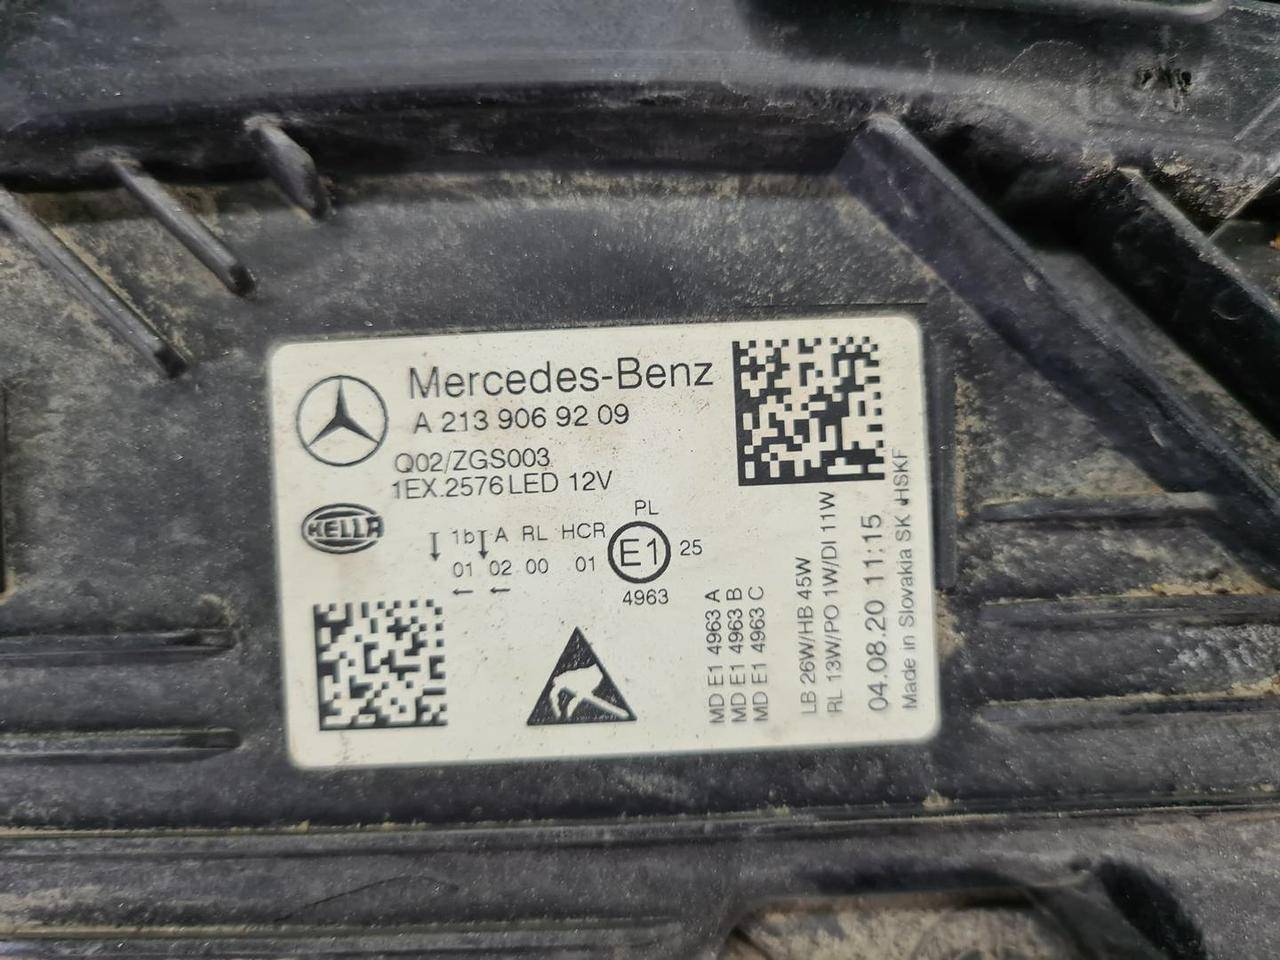 Mercedes-Benz
A 213 906 92 09
Q02/ZGS003
1EX.2576 LED 12V
HELLA
PL
1b A RL HCR
E1 25
01 02 00 01
4963
MD E1 4963 A
MD E1 4963 B
MD E1 4963 C
LB 26W/HB 45W
RL 13W/PO 1W/DI 11W
04.08.20 11:15
Made in Slovakia SK HSKF